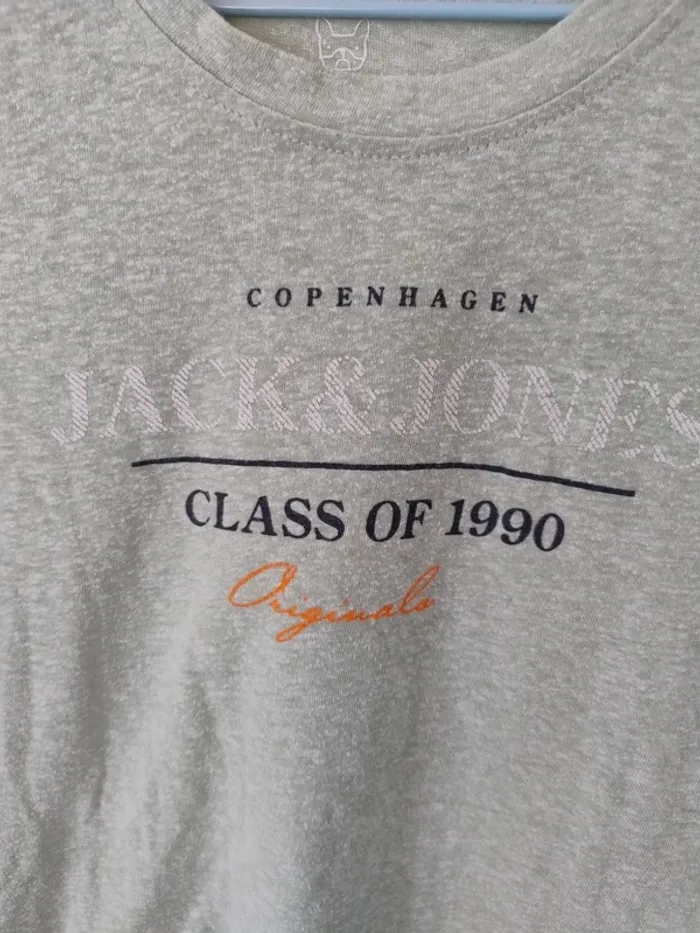 COPENHAGEN
JACK&JONES
CLASS OF 1990
Originals